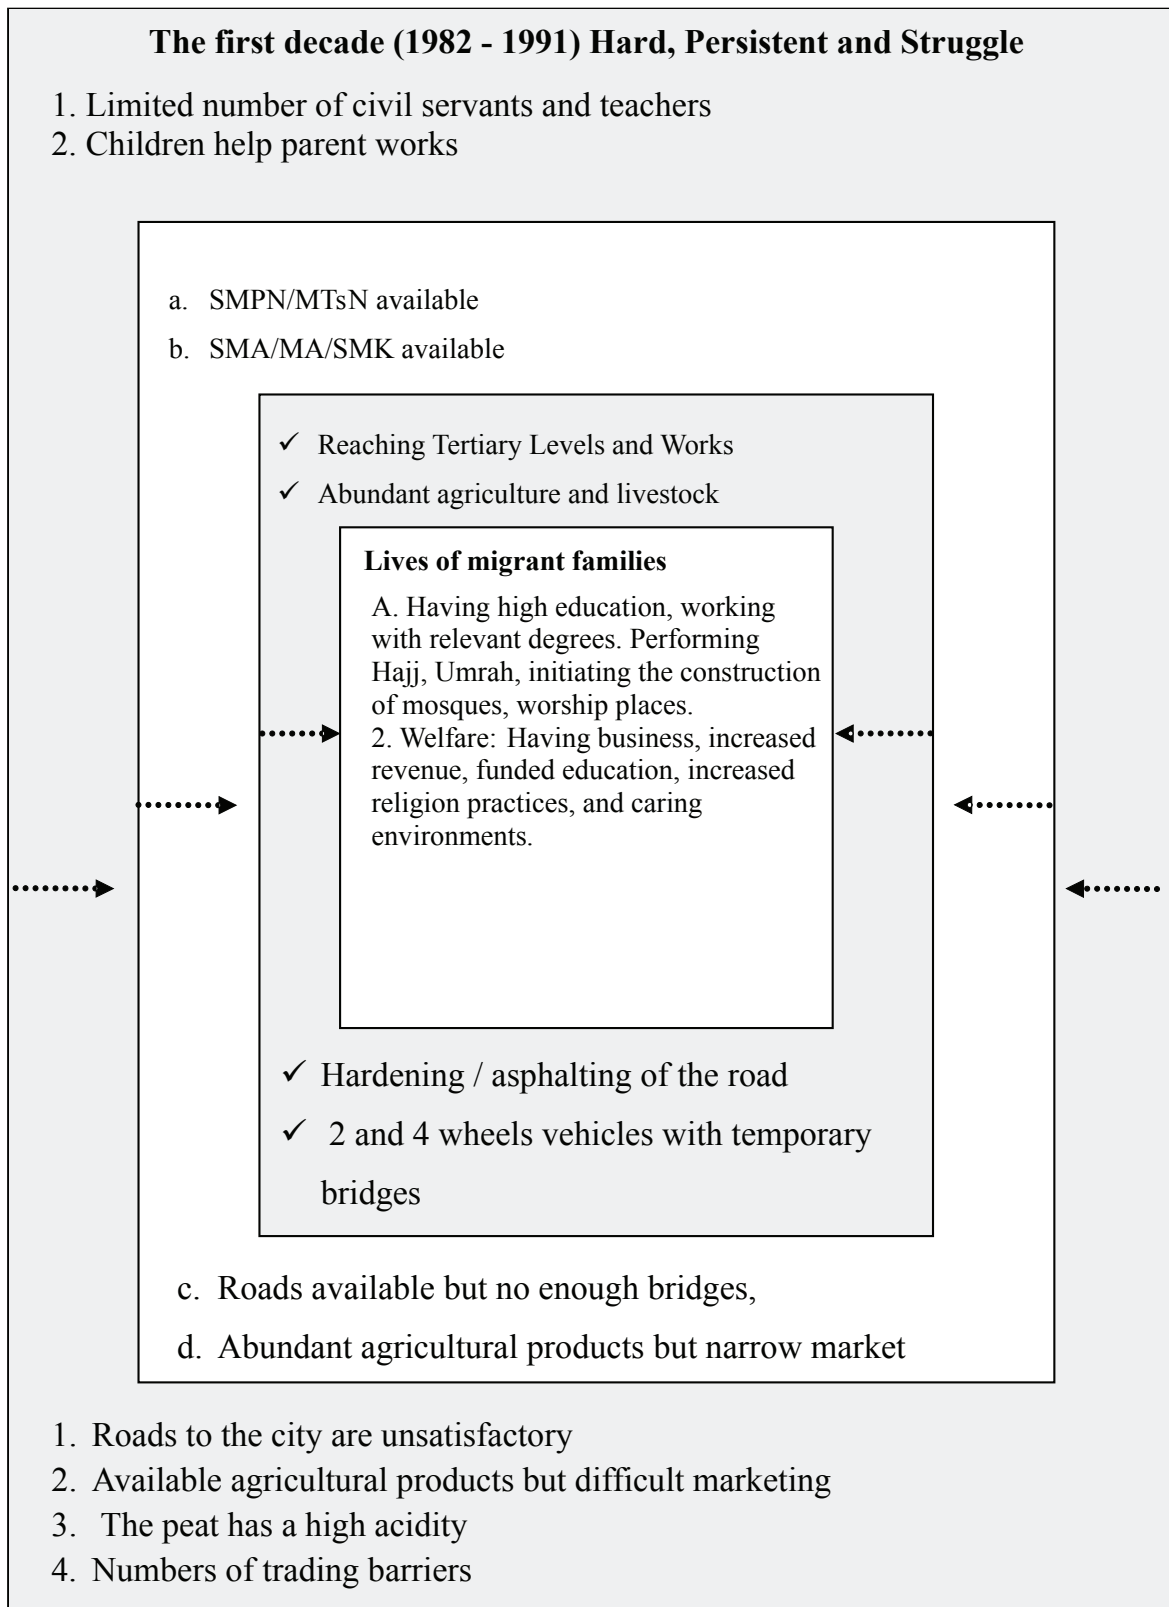 The first decade (1982 - 1991) Hard, Persistent and Struggle
1. Limited number of civil servants and teachers
2. Children help parent works
a. SMPN/MTsN available
b. SMA/MA/SMK available
✓ Reaching Tertiary Levels and Works
✓ Abundant agriculture and livestock
Lives of migrant families
A. Having high education, working
with relevant degrees. Performing
Hajj, Umrah, initiating the construction
of mosques, worship places.
2. Welfare: Having business, increased
revenue, funded education, increased
religion practices, and caring
environments.
✓ Hardening / asphalting of the road
✓ 2 and 4 wheels vehicles with temporary
bridges
c. Roads available but no enough bridges,
d. Abundant agricultural products but narrow market
1. Roads to the city are unsatisfactory
2. Available agricultural products but difficult marketing
3. The peat has a high acidity
4. Numbers of trading barriers